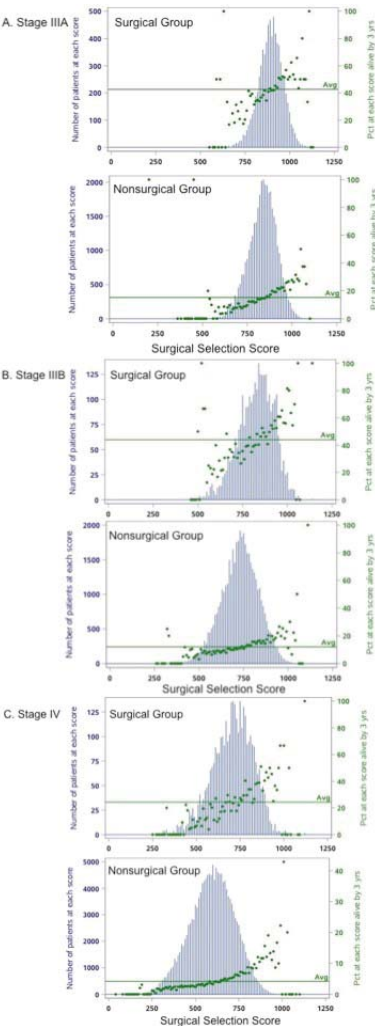 A. Stage IIIA
Surgical Group
Number of patients at each score
500
400
300
200
100
0
0 250 500 750 1000 1250
100
80
60
40
20
0
Pct at each score alive by 3 yrs
Avg
Nonsurgical Group
Number of patients at each score
2000
1500
1000
500
0
0 250 500 750 1000 1250
100
80
60
40
20
0
Pct at each score alive by 3 yrs
Avg
Surgical Selection Score
B. Stage IIIB
Surgical Group
Number of patients at each score
125
100
75
50
25
0
0 250 500 750 1000 1250
100
80
60
40
20
0
Pct at each score alive by 3 yrs
Avg
Nonsurgical Group
Number of patients at each score
2000
1500
1000
500
0
0 250 500 750 1000 1250
100
80
60
40
20
0
Pct at each score alive by 3 yrs
Avg
Surgical Selection Score
C. Stage IV
Surgical Group
Number of patients at each score
125
100
75
50
25
0
0 250 500 750 1000 1250
100
80
60
40
20
0
Pct at each score alive by 3 yrs
Avg
Nonsurgical Group
Number of patients at each score
5000
4000
3000
2000
1000
0
0 250 500 750 1000 1250
40
30
20
10
0
Pct at each score alive by 3 yrs
Avg
Surgical Selection Score